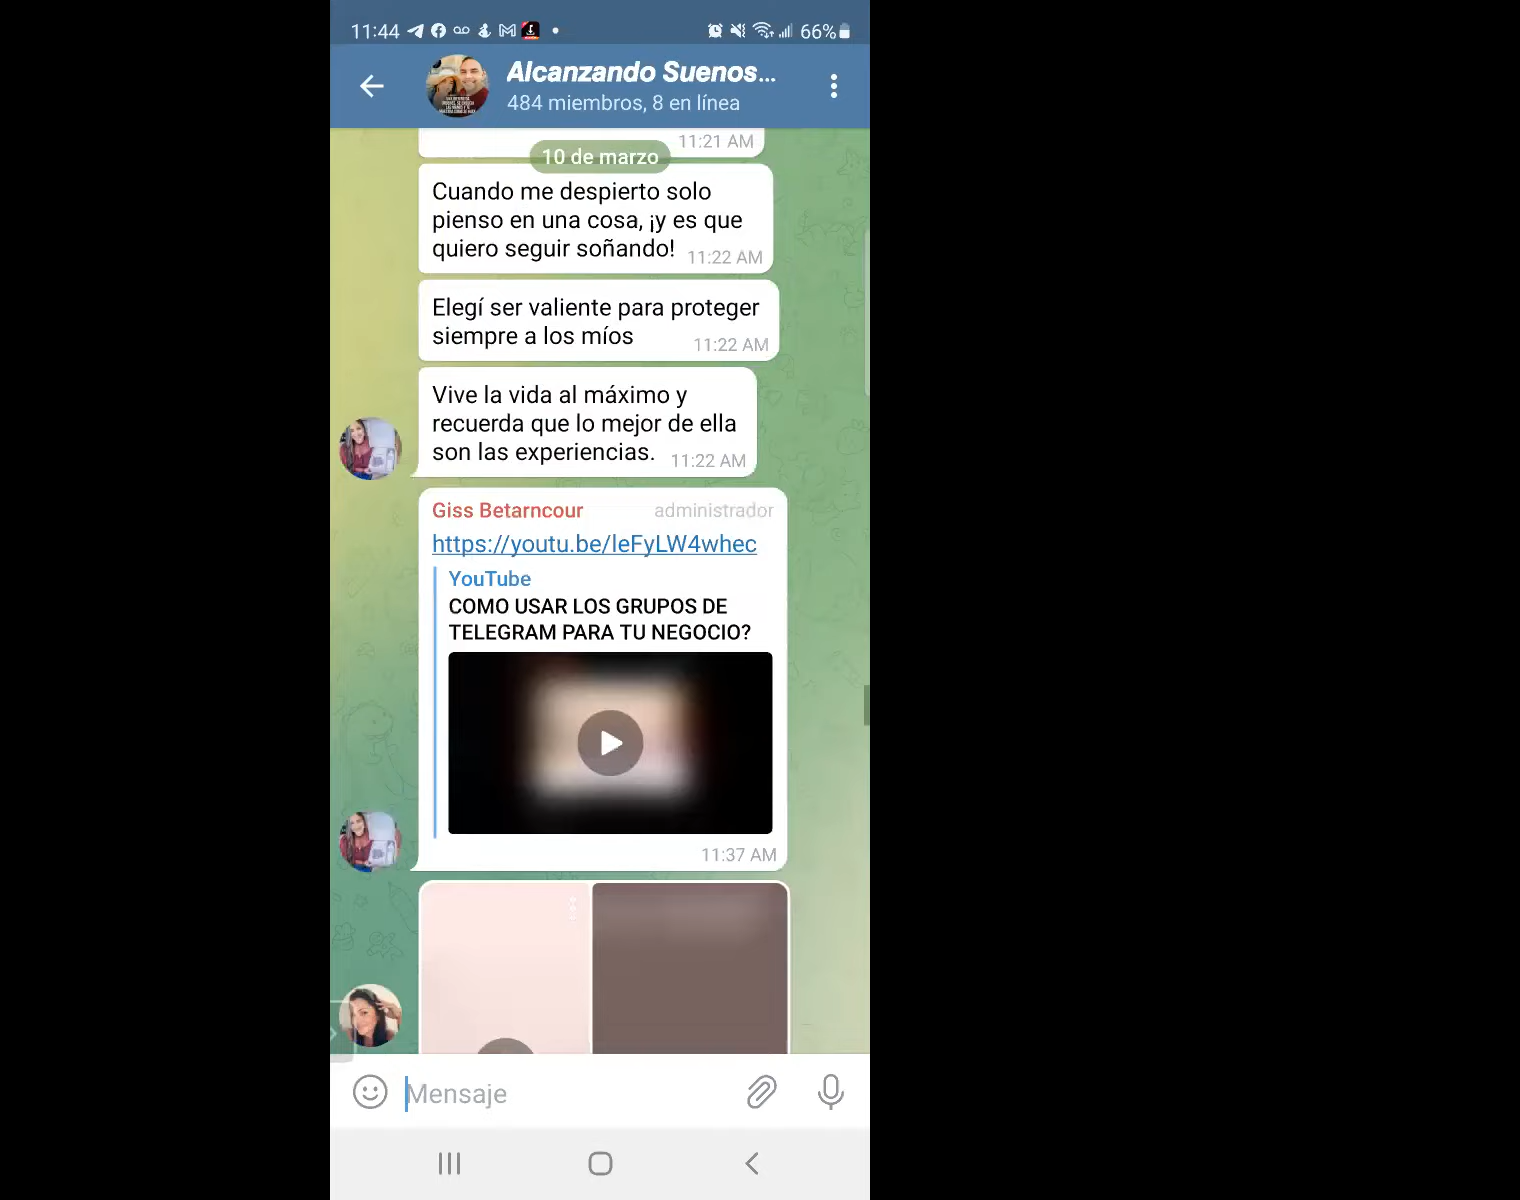 11:44
66%
Alcanzando Suenos...
484 miembros, 8 en línea
11:21 AM
10 de marzo
Cuando me despierto solo
pienso en una cosa, ¡y es que
quiero seguir soñando! 11:22 AM
Elegí ser valiente para proteger
siempre a los míos 11:22 AM
Vive la vida al máximo y
recuerda que lo mejor de ella
son las experiencias. 11:22 AM
Giss Betarncour administrador
https://youtu.be/leFyLW4whec
YouTube
COMO USAR LOS GRUPOS DE
TELEGRAM PARA TU NEGOCIO?
11:37 AM
Mensaje